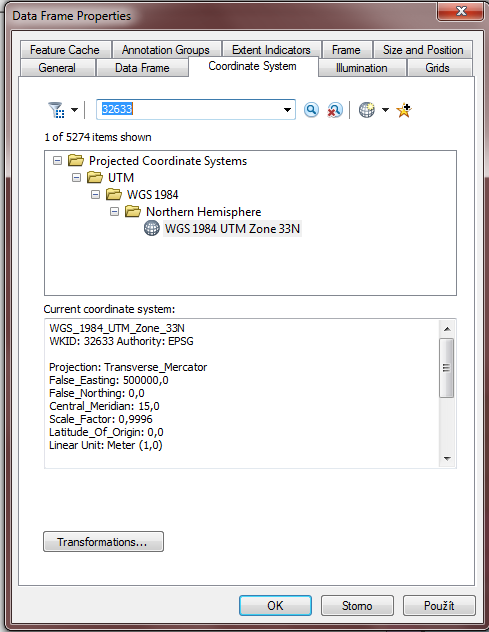 Data Frame Properties
Feature Cache
Annotation Groups
Extent Indicators
Frame
Size and Position
General
Data Frame
Coordinate System
Illumination
Grids
32633
1 of 5274 items shown
Projected Coordinate Systems
UTM
WGS 1984
Northern Hemisphere
WGS 1984 UTM Zone 33N
Current coordinate system:
WGS_1984_UTM_Zone_33N
WKID: 32633 Authority: EPSG
Projection: Transverse_Mercator
False_Easting: 500000,0
False_Northing: 0,0
Central_Meridian: 15,0
Scale_Factor: 0,9996
Latitude_Of_Origin: 0,0
Linear Unit: Meter (1,0)
Transformations...
OK
Storno
Použít